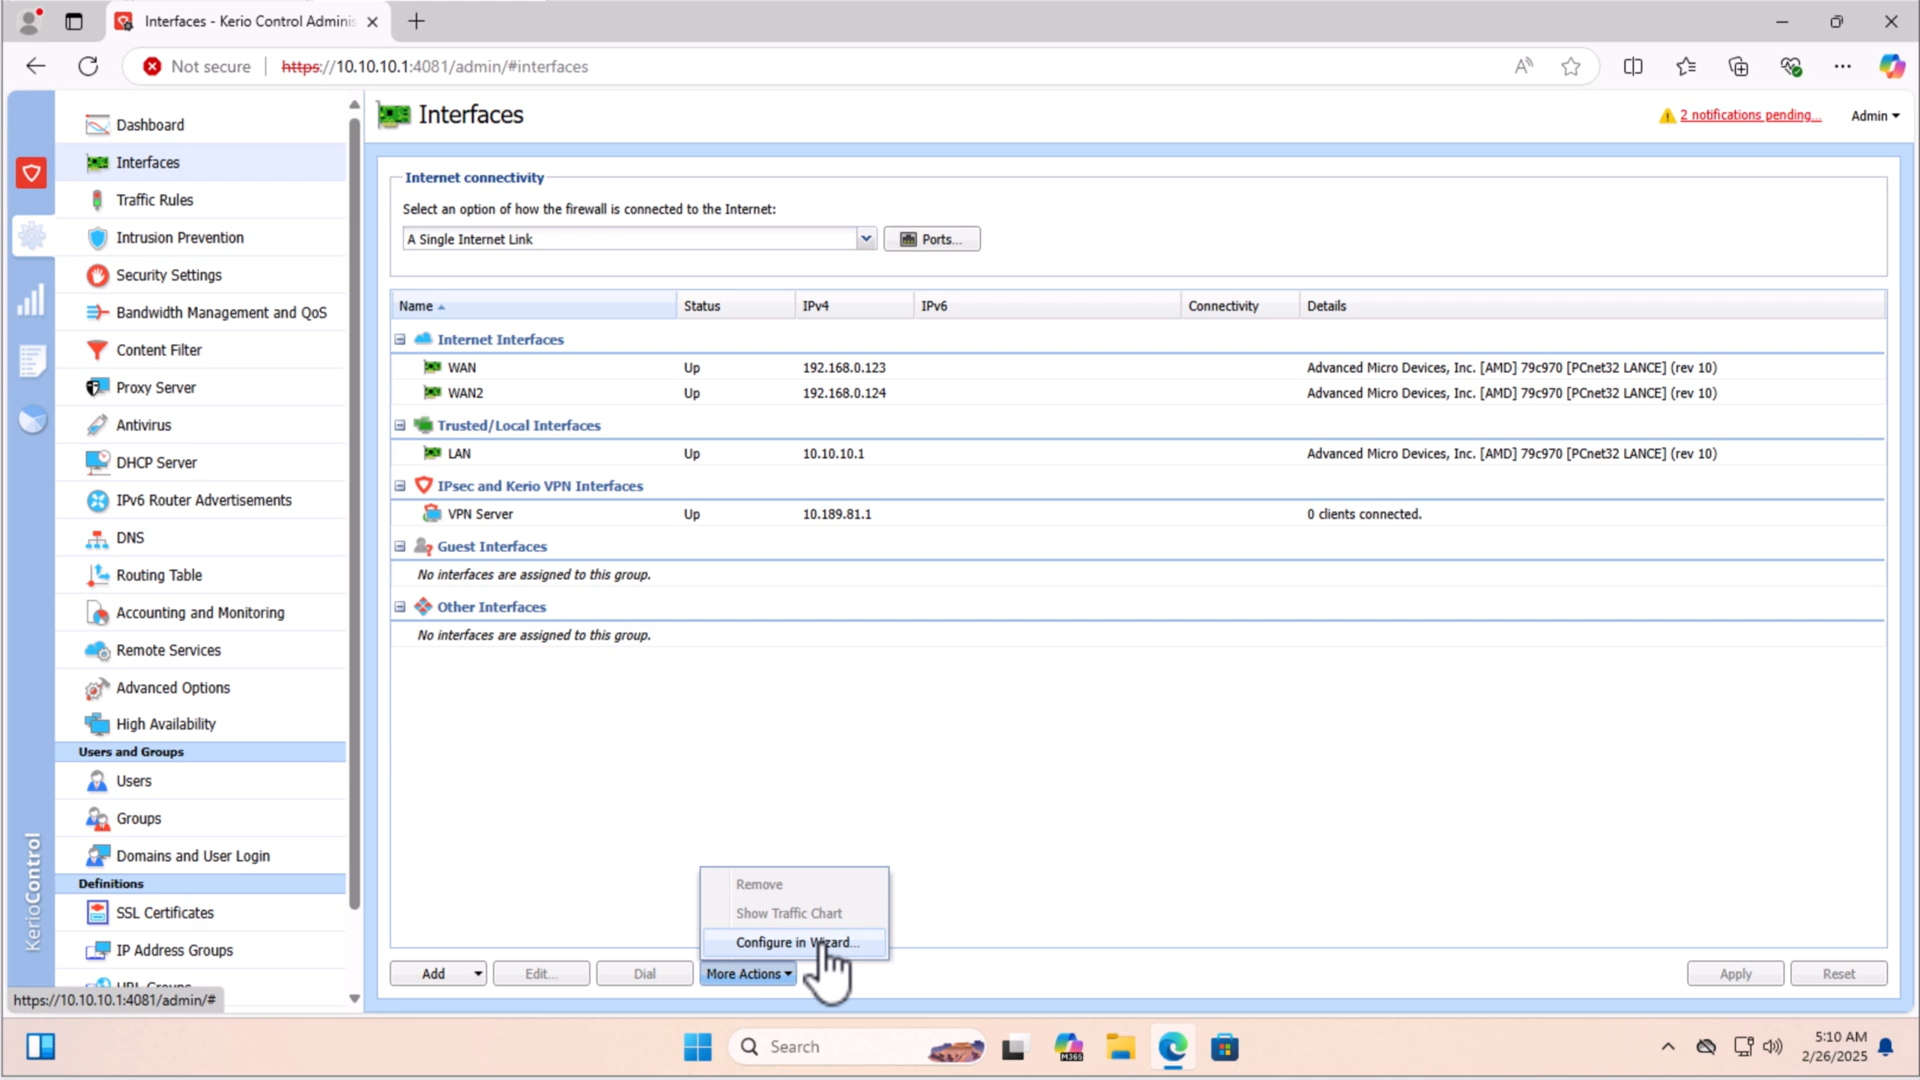 Interfaces - Kerio Control Adminis
Not secure
https://10.10.10.1:4081/admin/#interfaces
Dashboard
Interfaces
Traffic Rules
Intrusion Prevention
Security Settings
Bandwidth Management and QoS
Content Filter
Proxy Server
Antivirus
DHCP Server
IPv6 Router Advertisements
DNS
Routing Table
Accounting and Monitoring
Remote Services
Advanced Options
High Availability
Users and Groups
Users
Groups
Domains and User Login
Definitions
SSL Certificates
IP Address Groups
URL Groups
https://10.10.10.1:4081/admin/#
KerioControl
Interfaces
2 notifications pending...
Admin
Internet connectivity
Select an option of how the firewall is connected to the Internet:
A Single Internet Link
Ports...
Name Status IPv4 IPv6 Connectivity Details
Internet Interfaces
WAN Up 192.168.0.123 Advanced Micro Devices, Inc. [AMD] 79c970 [PCnet32 LANCE] (rev 10)
WAN2 Up 192.168.0.124 Advanced Micro Devices, Inc. [AMD] 79c970 [PCnet32 LANCE] (rev 10)
Trusted/Local Interfaces
LAN Up 10.10.10.1 Advanced Micro Devices, Inc. [AMD] 79c970 [PCnet32 LANCE] (rev 10)
IPsec and Kerio VPN Interfaces
VPN Server Up 10.189.81.1 0 clients connected.
Guest Interfaces
No interfaces are assigned to this group.
Other Interfaces
No interfaces are assigned to this group.
Remove
Show Traffic Chart
Configure in Wizard...
Add Edit... Dial More Actions Apply Reset
Search
M365
5:10 AM
2/26/2025